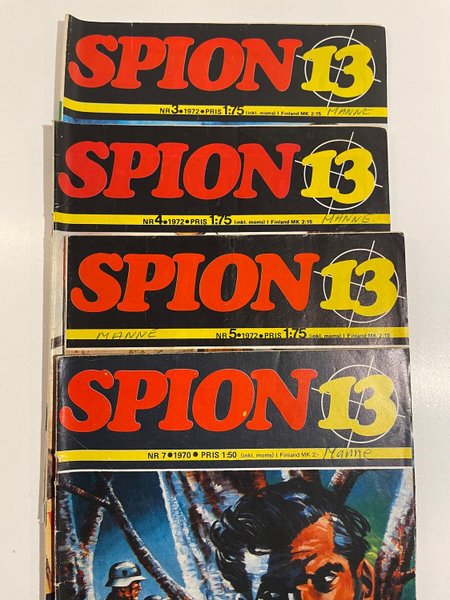 SPION 13
NR 3 • 1972 • PRIS 1:75 (inkl. moms) I Finland MK 2:15 MANNE
SPION 13
NR 4 • 1972 • PRIS 1:75 (inkl. moms) I Finland MK 2:15 MANNE
SPION 13
MANNE NR 5 • 1972 • PRIS 1:75 (inkl. moms) I Finland MK 2:15
SPION 13
NR 7 • 1970 • PRIS 1:50 (inkl. moms) I Finland MK 2: Manne